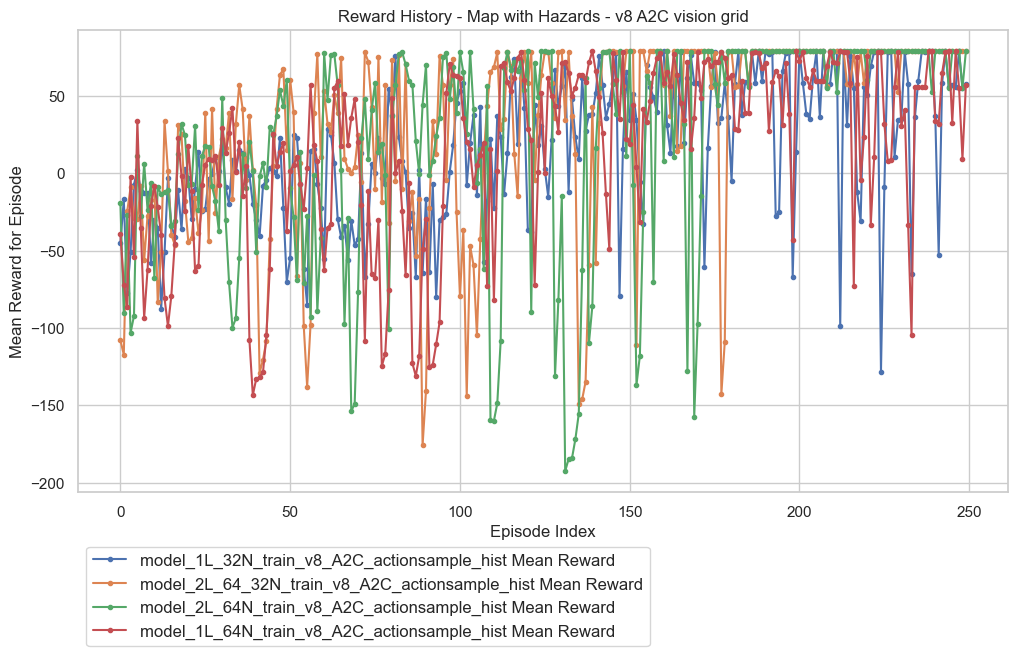 Reward History - Map with Hazards - v8 A2C vision grid
Mean Reward for Episode
50
0
−50
−100
−150
−200
0
50
100
150
200
250
Episode Index
model_1L_32N_train_v8_A2C_actionsample_hist Mean Reward
model_2L_64_32N_train_v8_A2C_actionsample_hist Mean Reward
model_2L_64N_train_v8_A2C_actionsample_hist Mean Reward
model_1L_64N_train_v8_A2C_actionsample_hist Mean Reward